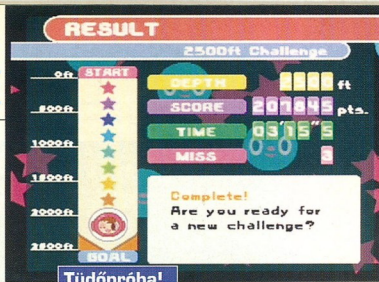 RESULT
2500ft Challenge
0ft START
500ft
1000ft
1500ft
2000ft
2500ft
GOAL
DEPTH ft
SCORE 207845 pts.
TIME 03'15"5
MISS 3
Complete!
Are you ready for
a new challenge?
Tüdőpróba!